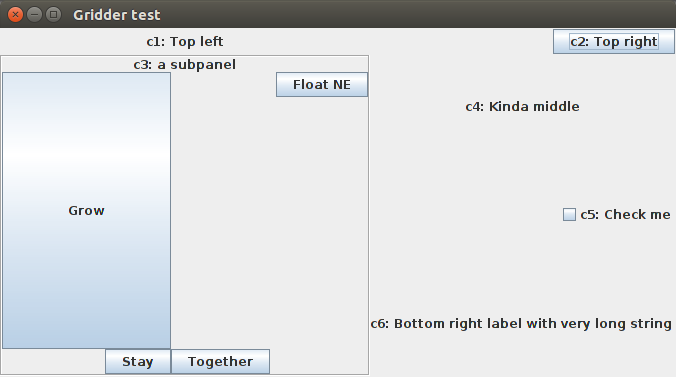 Gridder test
c1: Top left
c2: Top right
c3: a subpanel
Float NE
c4: Kinda middle
Grow
c5: Check me
c6: Bottom right label with very long string
Stay
Together